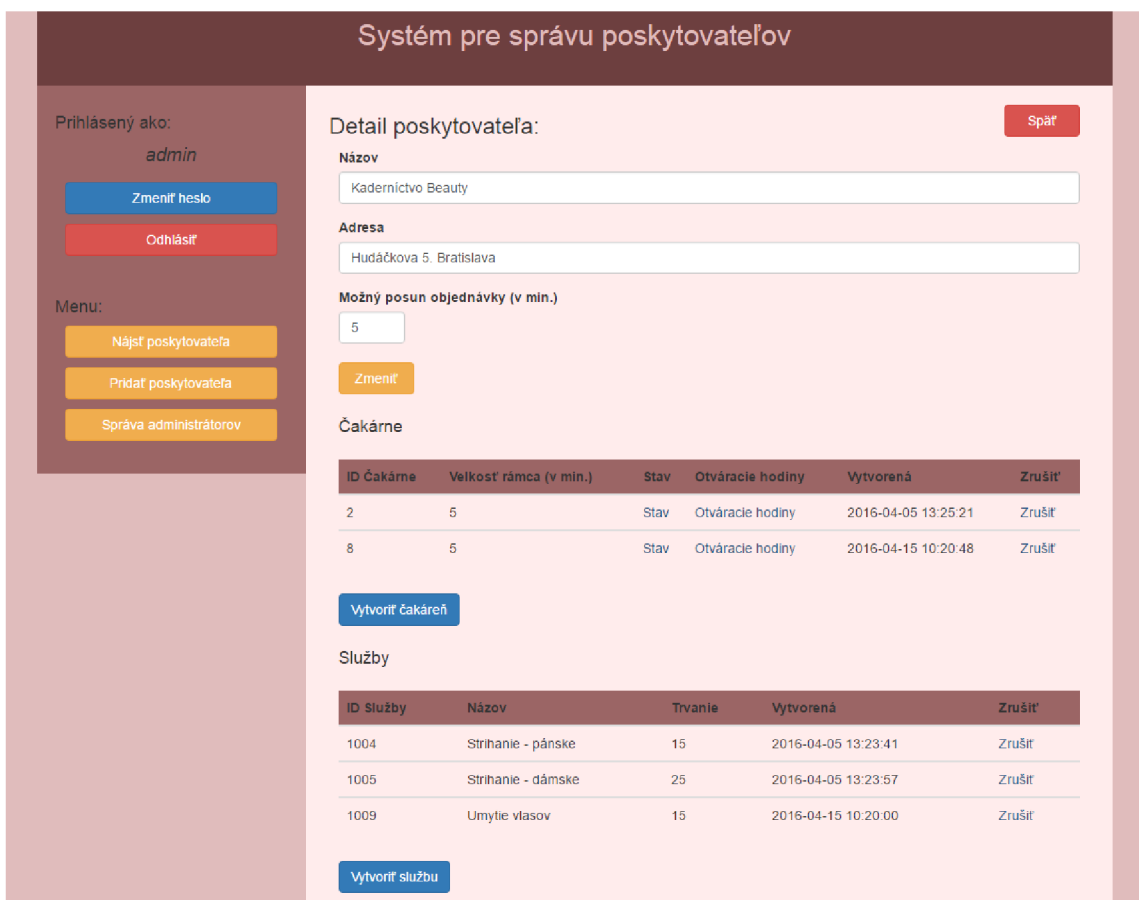 Systém pre správu poskytovateľov
Prihlásený ako:
admin
Zmeniť heslo
Odhlásiť
Menu:
Nájsť poskytovateľa
Pridať poskytovateľa
Správa administrátorov
Detail poskytovateľa:
Späť
Názov
Kaderníctvo Beauty
Adresa
Hudáčkova 5. Bratislava
Možný posun objednávky (v min.)
5
Zmeniť
Čakárne
ID Čakárne Velkosť rámca (v min.) Stav Otváracie hodiny Vytvorená Zrušiť
2 5 Stav Otváracie hodiny 2016-04-05 13:25:21 Zrušiť
8 5 Stav Otváracie hodiny 2016-04-15 10:20:48 Zrušiť
Vytvoriť čakáreň
Služby
ID Služby Názov Trvanie Vytvorená Zrušiť
1004 Strihanie - pánske 15 2016-04-05 13:23:41 Zrušiť
1005 Strihanie - dámske 25 2016-04-05 13:23:57 Zrušiť
1009 Umytie vlasov 15 2016-04-15 10:20:00 Zrušiť
Vytvoriť službu